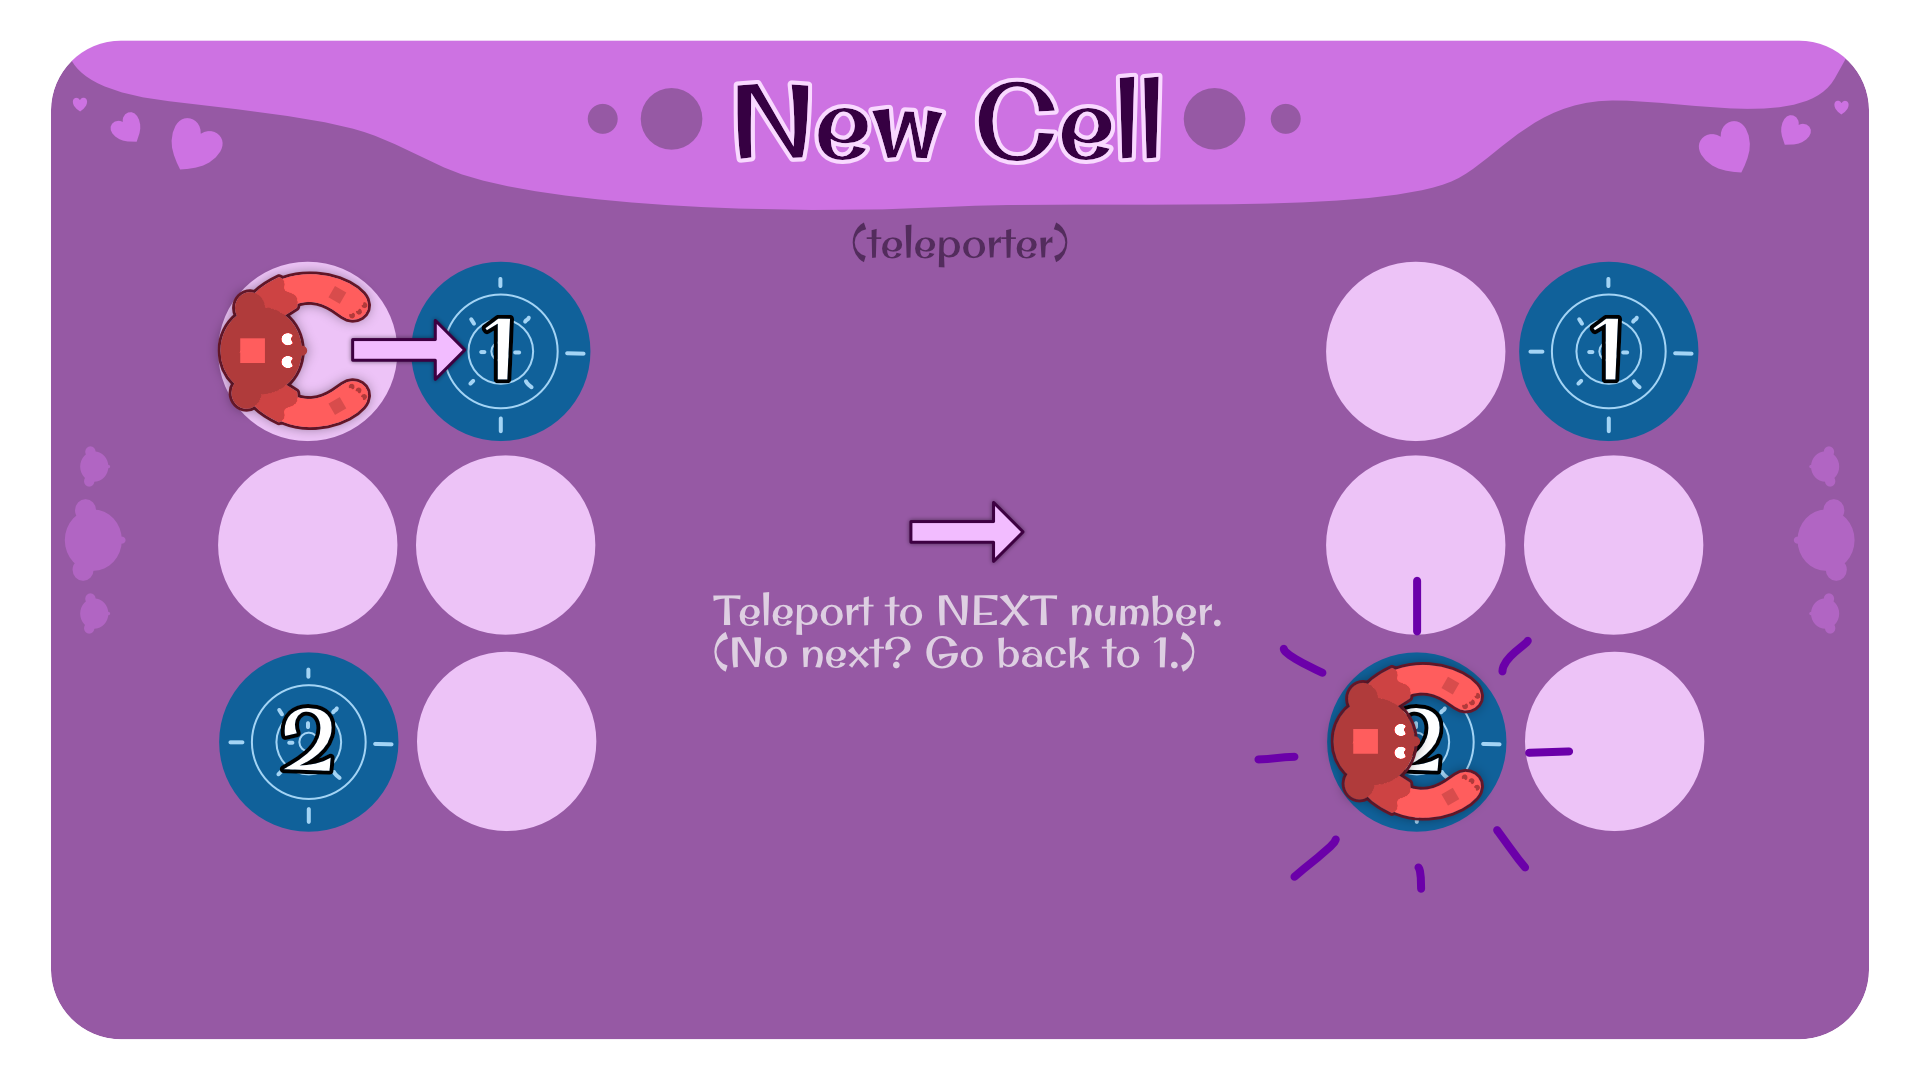 New Cell
(teleporter)
1
2
Teleport to NEXT number.
(No next? Go back to 1.)
1
2